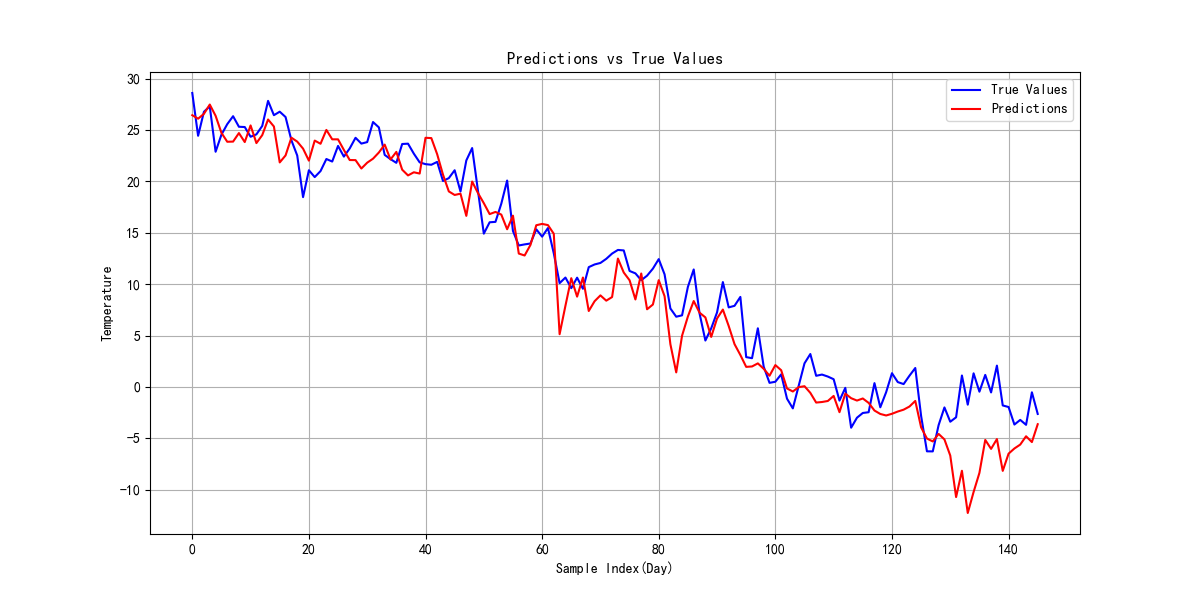 Predictions vs True Values
True Values
Predictions
30
25
20
15
10
5
0
−5
−10
Temperature
0 20 40 60 80 100 120 140
Sample Index(Day)